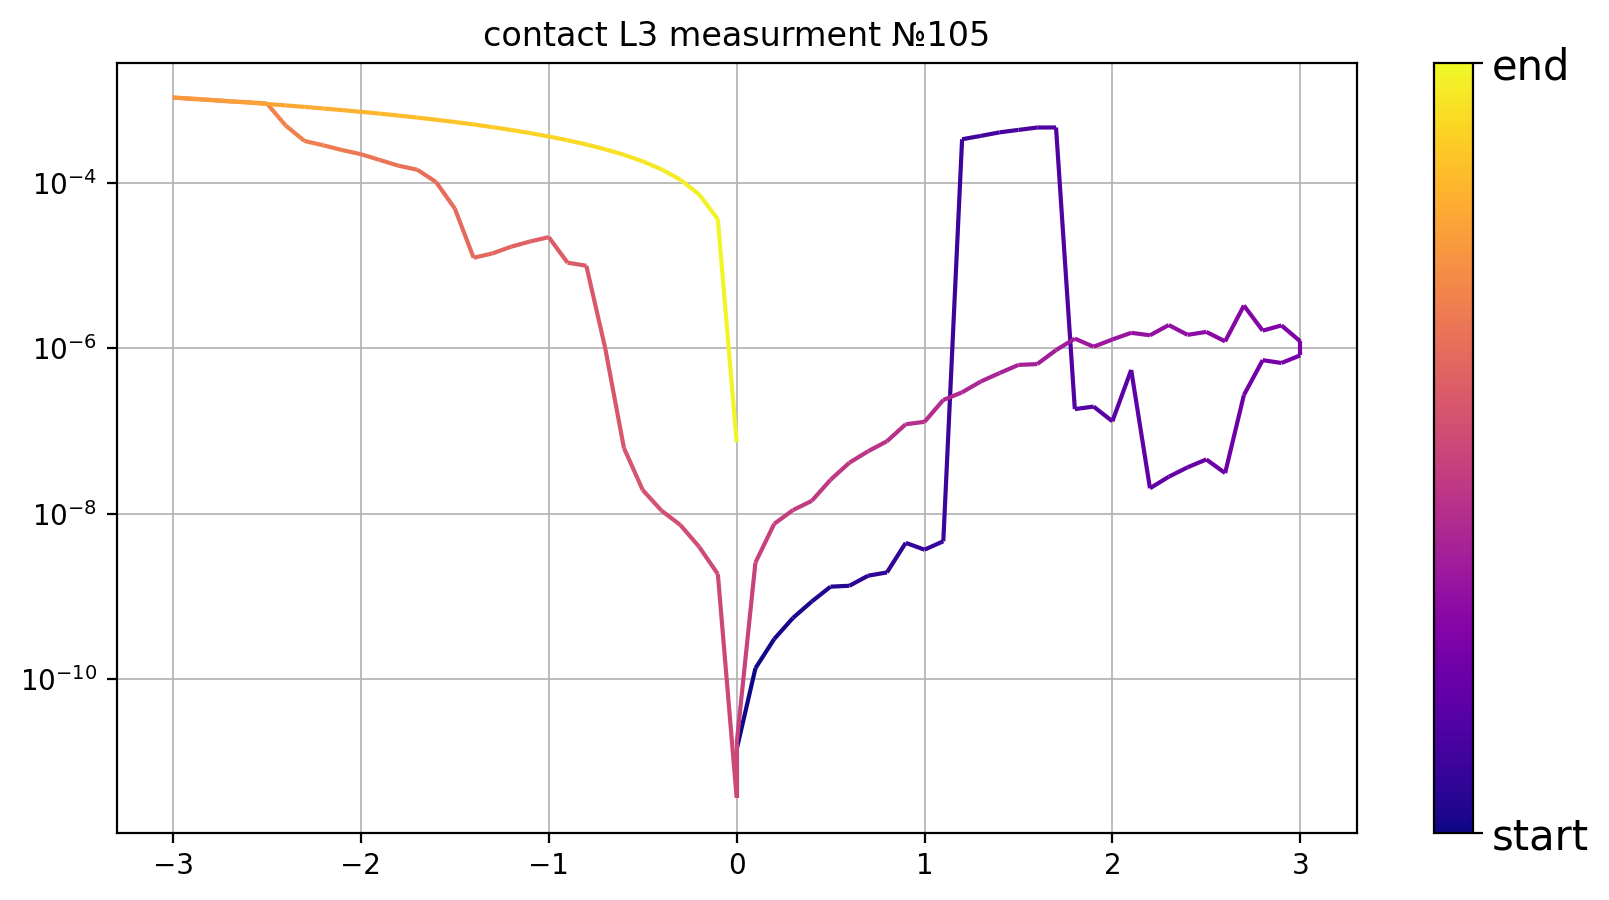 contact L3 measurment №105
end
10⁻⁴
10⁻⁶
10⁻⁸
10⁻¹⁰
start
−3 −2 −1 0 1 2 3